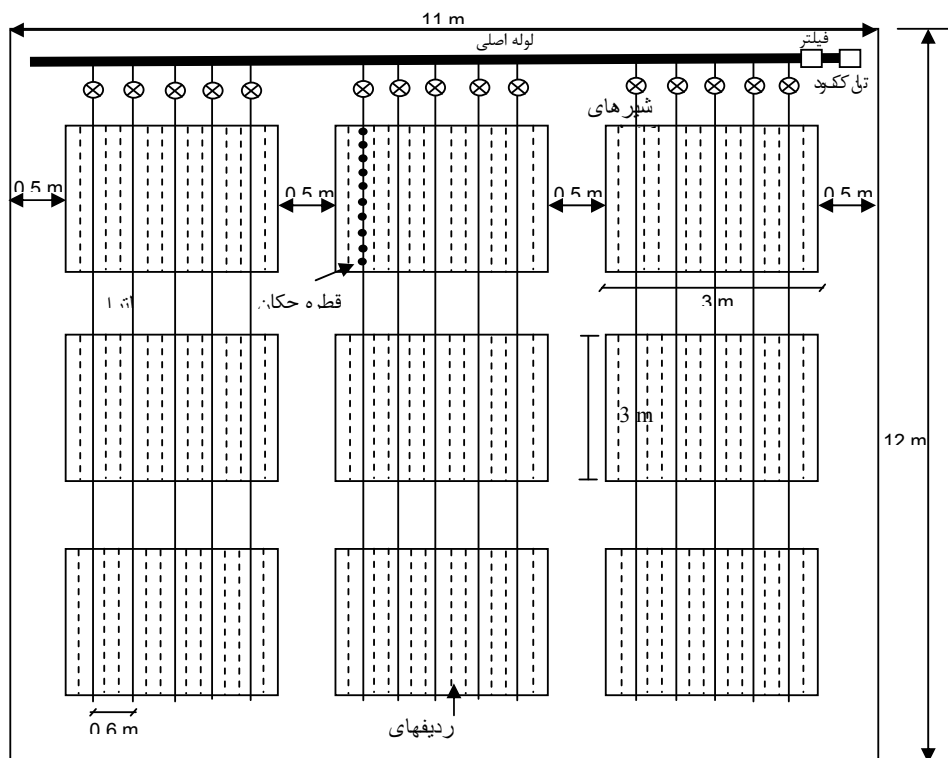 11 m
لوله اصلی
فیلتر
شیرهای
0.5 m
0.5 m
0.5 m
0.5 m
قطره چکان
3 m
3 m
12 m
0.6 m
ردیفهای